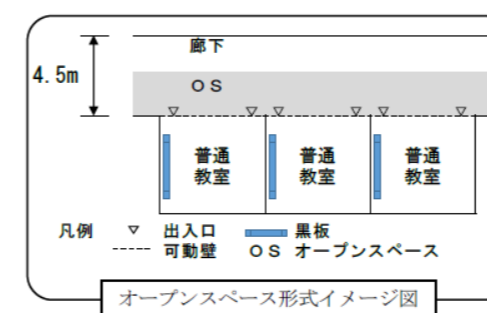 廊下
4.5m
OS
普通 普通 普通
教室 教室 教室
凡例 出入口 黒板
可動壁 OS オープンスペース
オープンスペース形式イメージ図